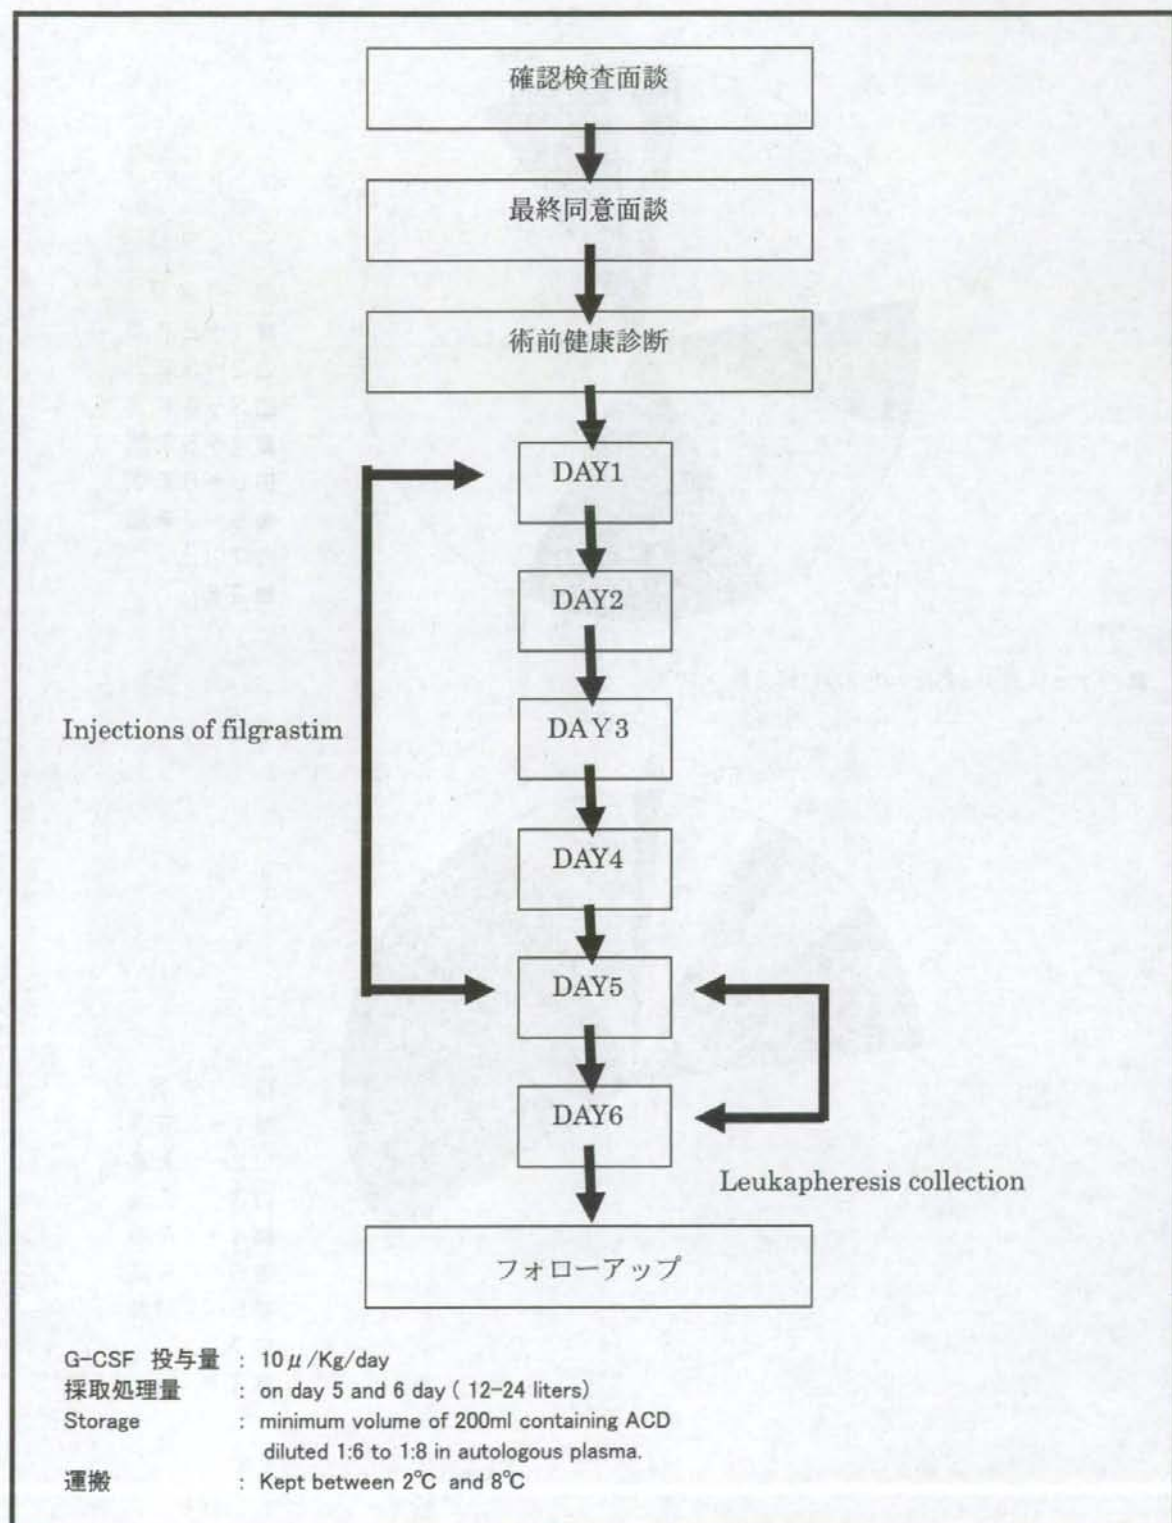 確認検査面談
最終同意面談
術前健康診断
DAY1
DAY2
Injections of filgrastim
DAY3
DAY4
DAY5
DAY6
Leukapheresis collection
フォローアップ
G-CSF 投与量 : 10μ/Kg/day
採取処理量 : on day 5 and 6 day ( 12-24 liters)
Storage : minimum volume of 200ml containing ACD
diluted 1:6 to 1:8 in autologous plasma.
運搬 : Kept between 2℃ and 8℃